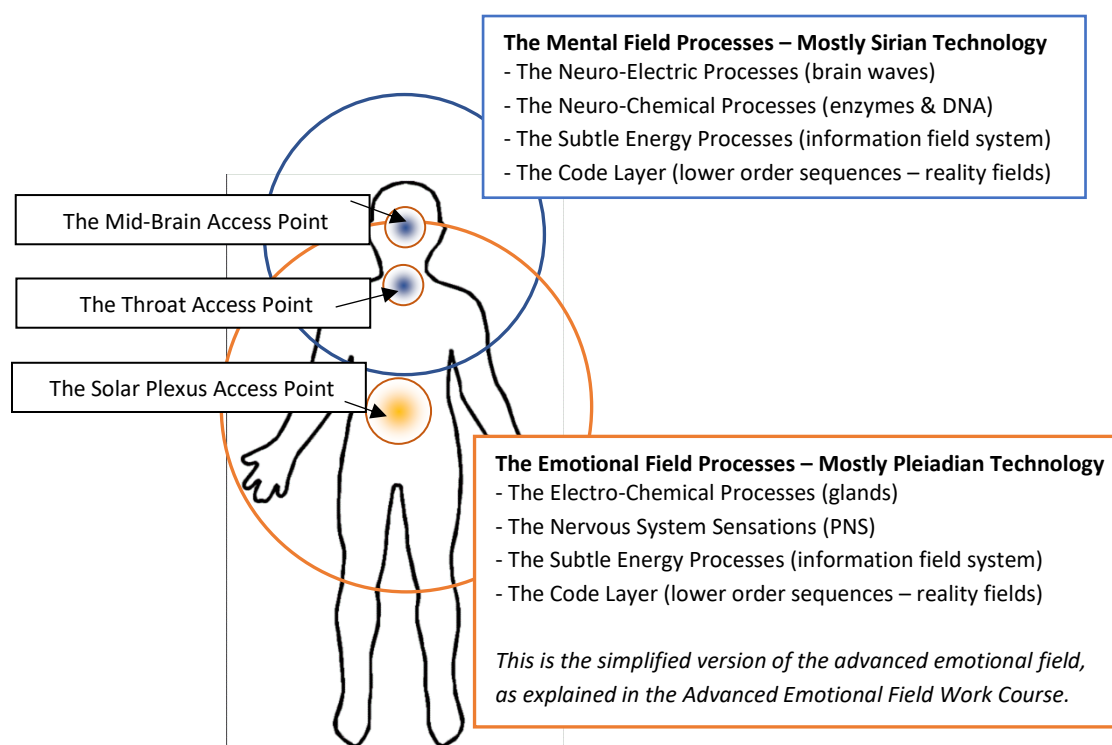 The Mental Field Processes – Mostly Sirian Technology
- The Neuro-Electric Processes (brain waves)
- The Neuro-Chemical Processes (enzymes & DNA)
- The Subtle Energy Processes (information field system)
- The Code Layer (lower order sequences – reality fields)
The Mid-Brain Access Point
The Throat Access Point
The Solar Plexus Access Point
The Emotional Field Processes – Mostly Pleiadian Technology
- The Electro-Chemical Processes (glands)
- The Nervous System Sensations (PNS)
- The Subtle Energy Processes (information field system)
- The Code Layer (lower order sequences – reality fields)
This is the simplified version of the advanced emotional field,
as explained in the Advanced Emotional Field Work Course.